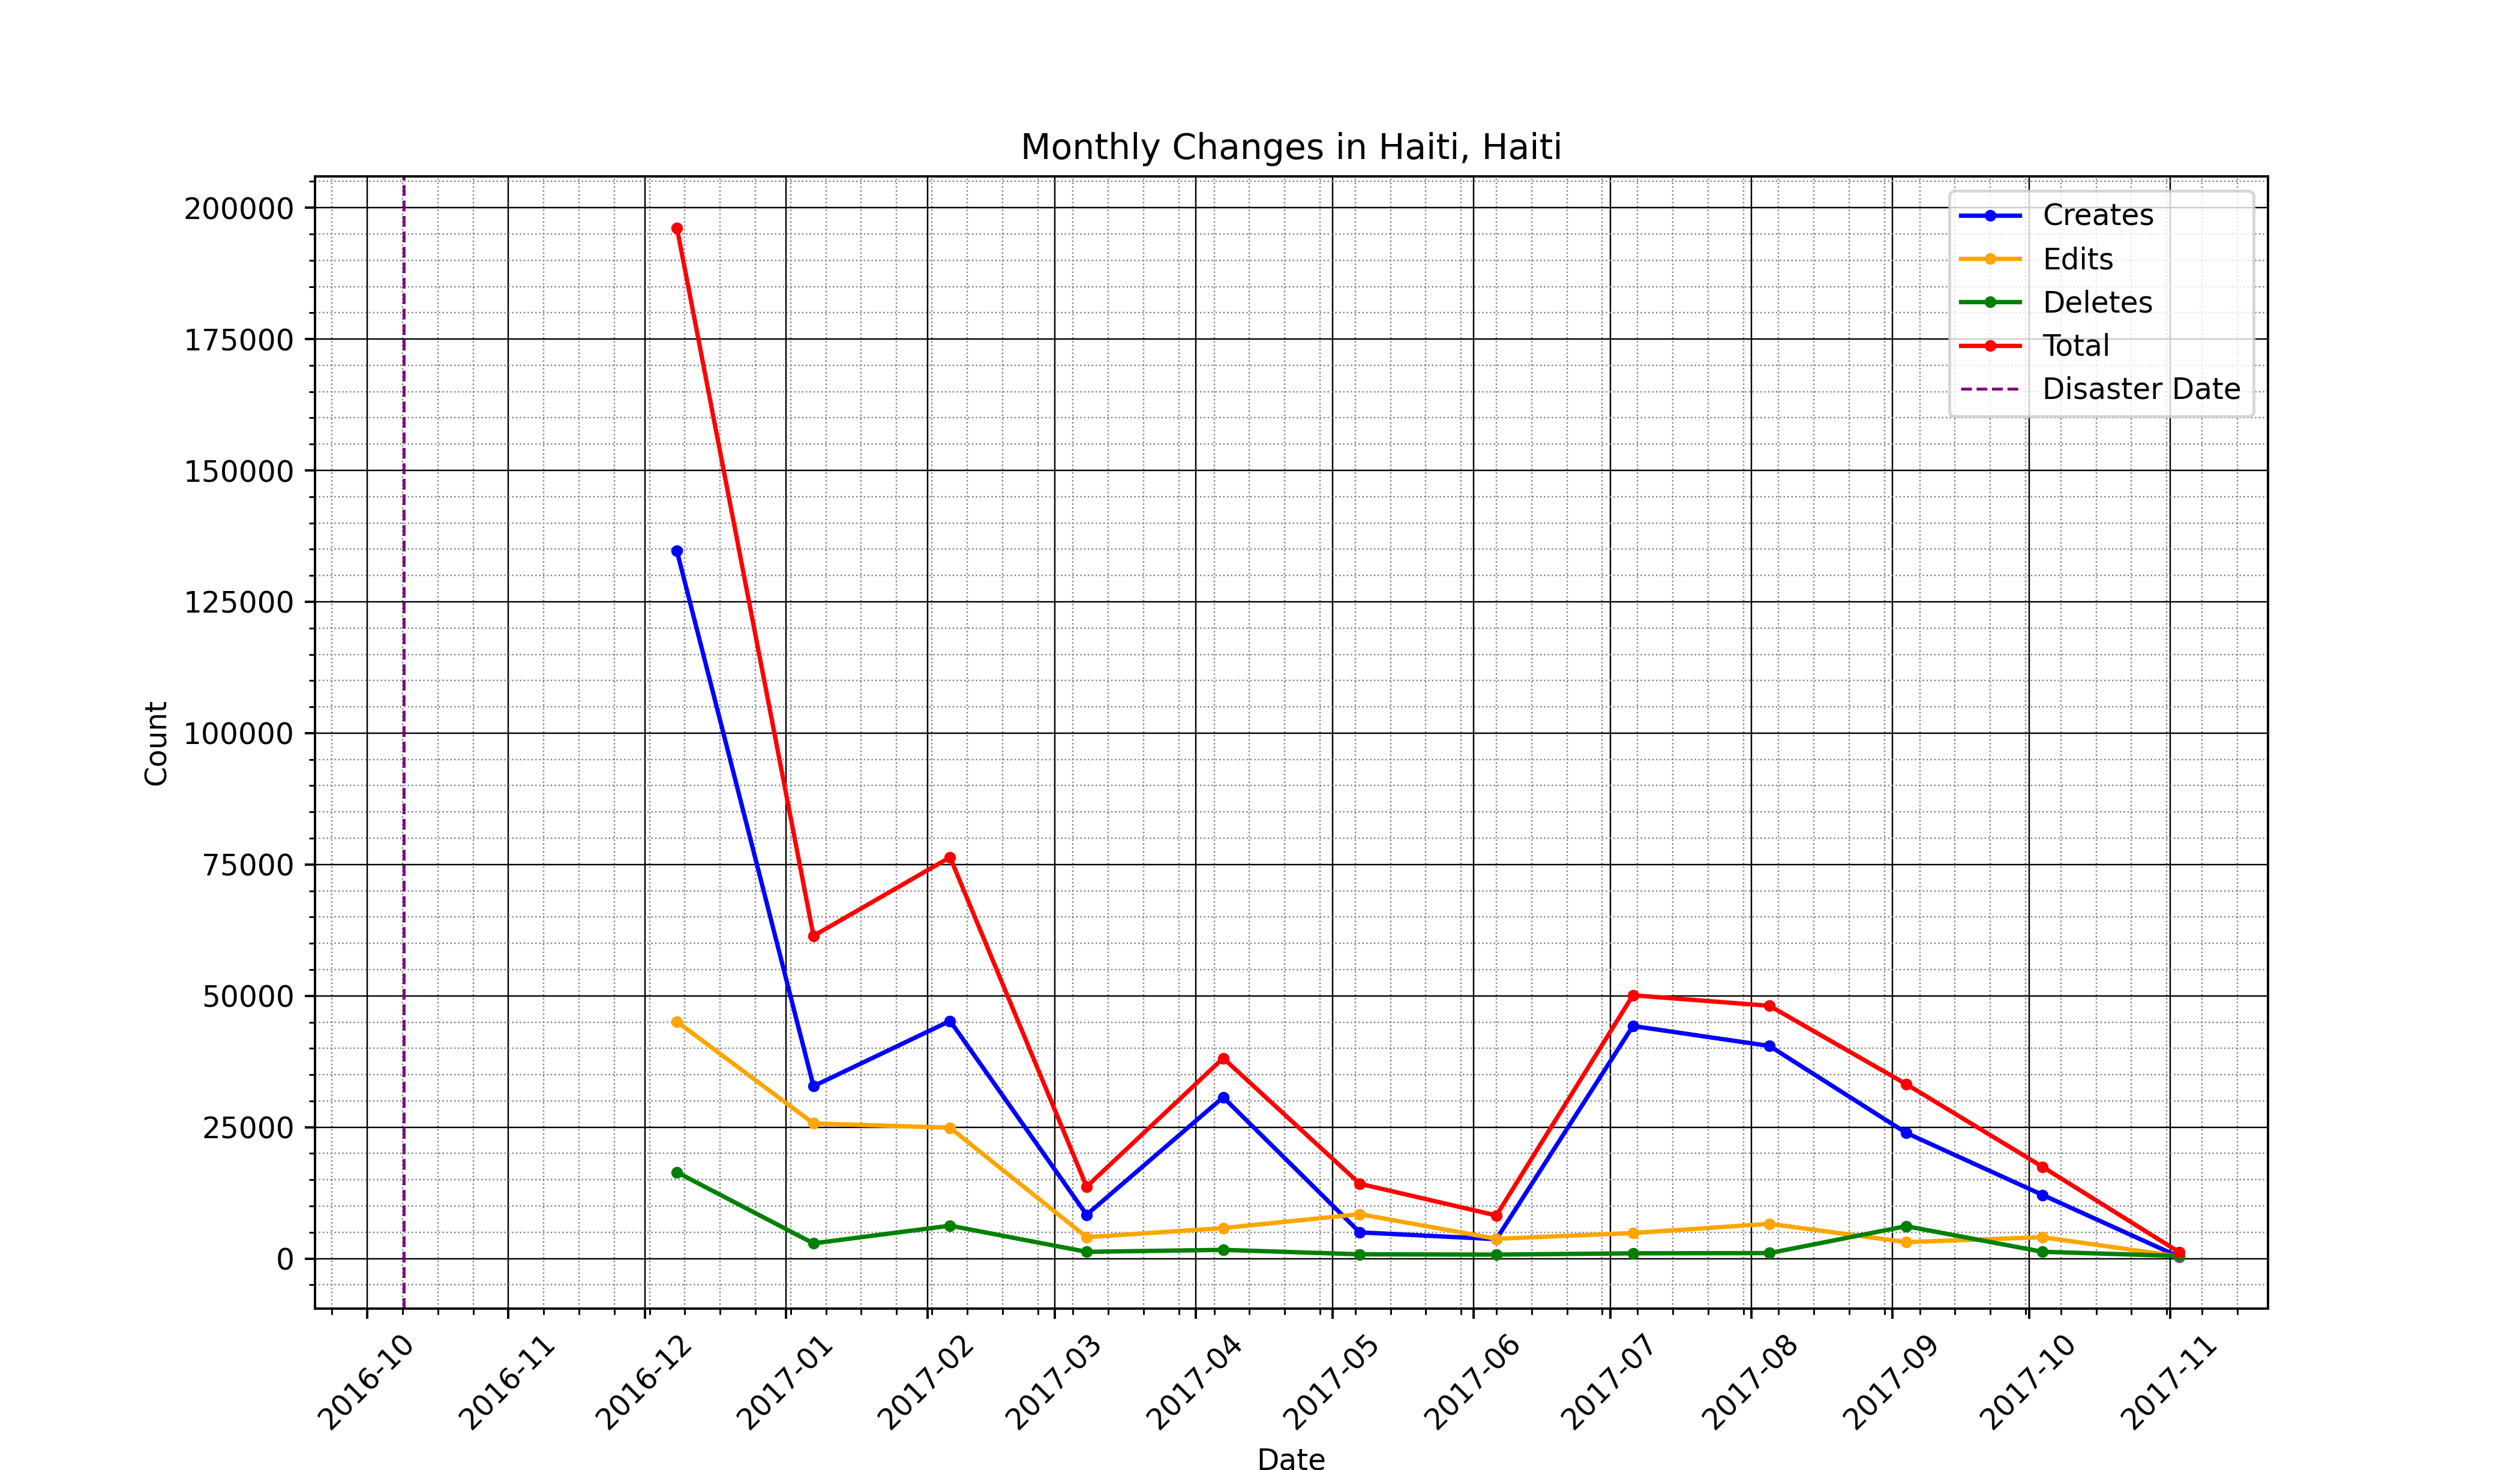 Monthly Changes in Haiti, Haiti
200000
175000
150000
125000
100000
75000
50000
25000
0
Count
Creates
Edits
Deletes
Total
Disaster Date
2016-10
2016-11
2016-12
2017-01
2017-02
2017-03
2017-04
2017-05
2017-06
2017-07
2017-08
2017-09
2017-10
2017-11
Date